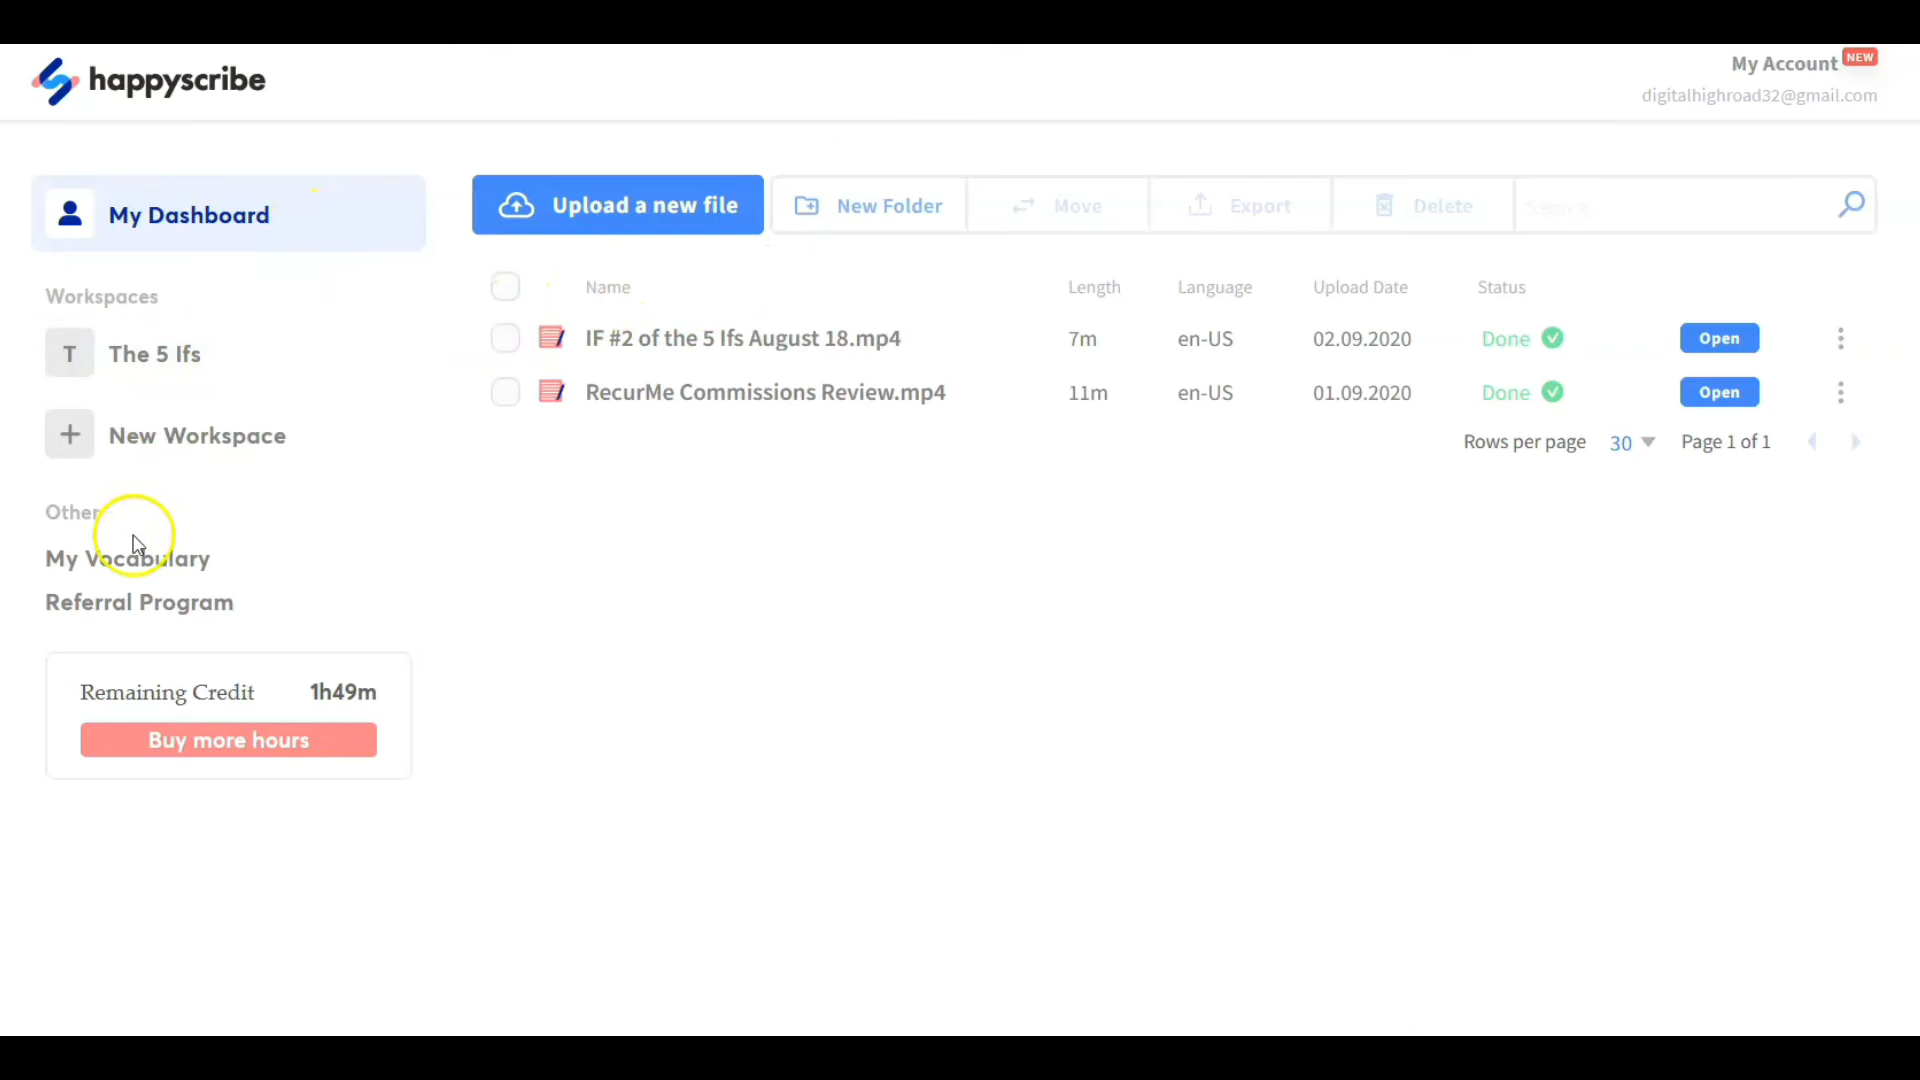 happyscribe
My Account NEW
digitalhighroad32@gmail.com
My Dashboard
Workspaces
T The 5 Ifs
+ New Workspace
Other
My Vocabulary
Referral Program
Remaining Credit 1h49m
Buy more hours
Upload a new file New Folder Move Export Delete Search
Name Length Language Upload Date Status
IF #2 of the 5 Ifs August 18.mp4 7m en-US 02.09.2020 Done Open
RecurMe Commissions Review.mp4 11m en-US 01.09.2020 Done Open
Rows per page 30 Page 1 of 1